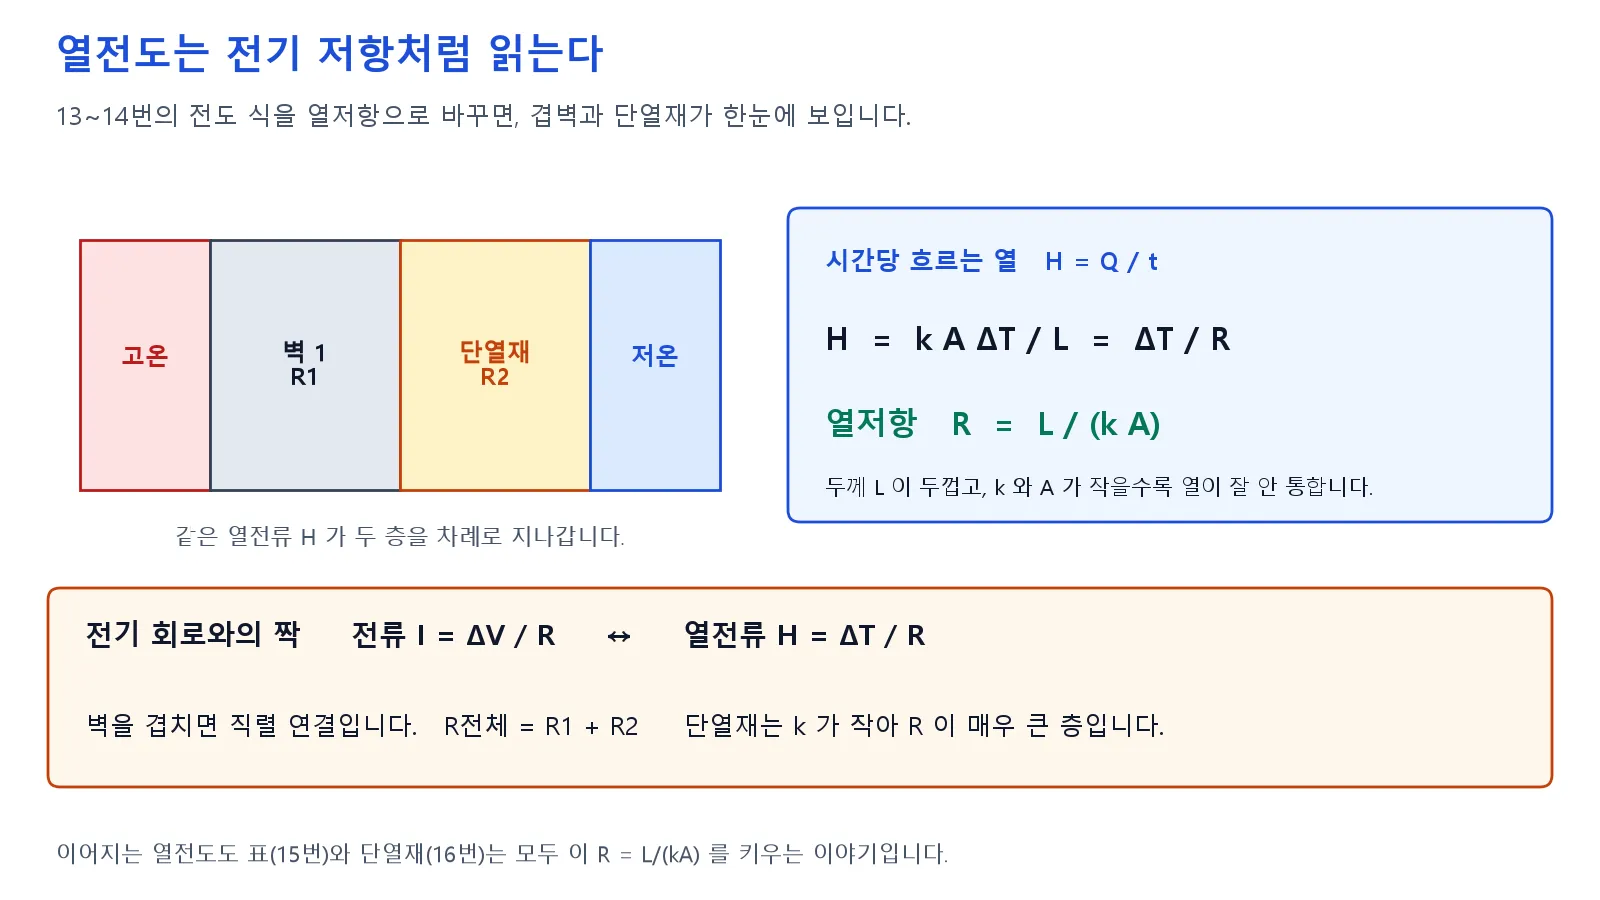 열전도는 전기 저항처럼 읽는다
13~14번의 전도 식을 열저항으로 바꾸면, 겹벽과 단열재가 한눈에 보입니다.
고온
벽 1
R1
단열재
R2
저온
같은 열전류 H 가 두 층을 차례로 지나갑니다.
시간당 흐르는 열 H = Q / t
H = k A ΔT / L = ΔT / R
열저항 R = L / (k A)
두께 L 이 두껍고, k 와 A 가 작을수록 열이 잘 안 통합니다.
전기 회로와의 짝 전류 I = ΔV / R ↔ 열전류 H = ΔT / R
벽을 겹치면 직렬 연결입니다. R전체 = R1 + R2 단열재는 k 가 작아 R 이 매우 큰 층입니다.
이어지는 열전도도 표(15번)와 단열재(16번)는 모두 이 R = L/(kA) 를 키우는 이야기입니다.